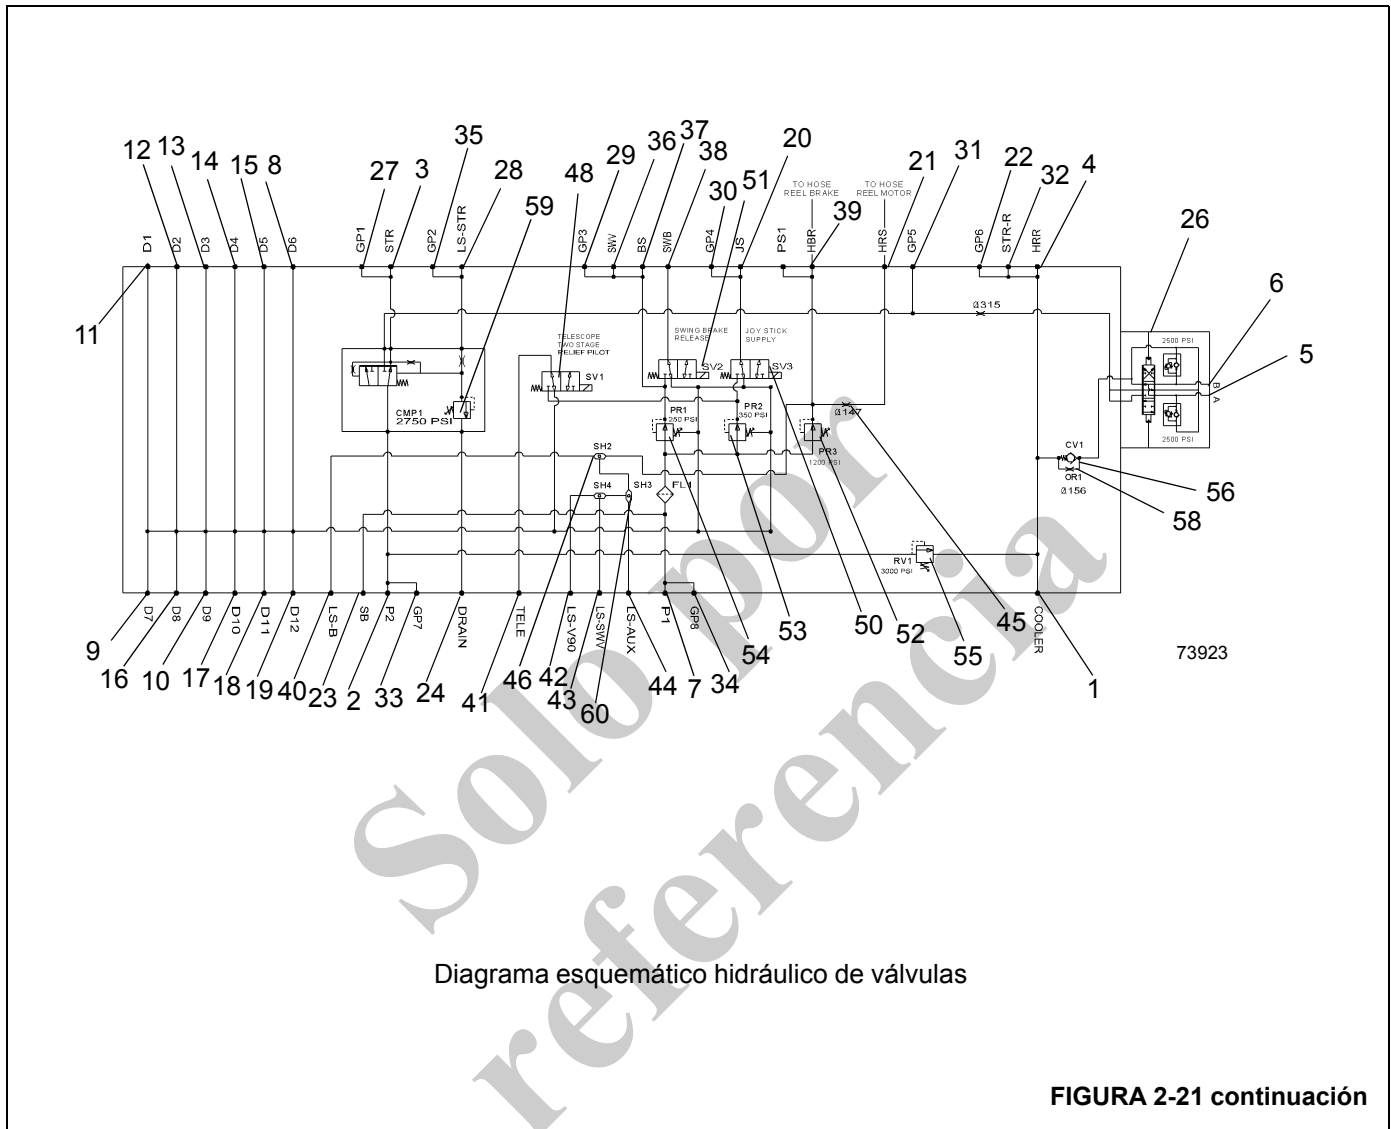 12
13
14
15
8
27
3
35
28
59
29
48
36
37
38
30
51
20
39
21
31
22
32
4
26
6
5
TO HOSE
REEL BRAKE
TO HOSE
REEL MOTOR
D1
D2
D3
D4
D5
D6
GP1
STR
GP2
LS-STR
GP3
SWV
BS
SWB
GP4
JS
PS1
HBR
HRS
GP5
GP6
STR-R
HRR
11
TELESCOPE
TWO STAGE
RELIEF PILOT
SV1
SWING BRAKE
RELEASE
SV2
JOY STICK
SUPPLY
SV3
Ø.315
2500 PSI
B
A
2500 PSI
CMP1
2750 PSI
PR1
250 PSI
PR2
350 PSI
Ø.147
PR3
1200 PSI
SH2
SH4
SH3
FL1
CV1
OR1
Ø.156
56
58
RV1
3000 PSI
D7
D8
D9
D10
D11
D12
LS-B
SB
P2
GP7
DRAIN
TELE
LS-V90
LS-SWV
LS-AUX
P1
GP8
COOLER
9
16
10
17
18
19
40
23
2
33
24
41
46
42
43
60
44
7
34
54
53
50
52
55
45
1
73923
Solo por
referencia
Diagrama esquemático hidráulico de válvulas
FIGURA 2-21 continuación